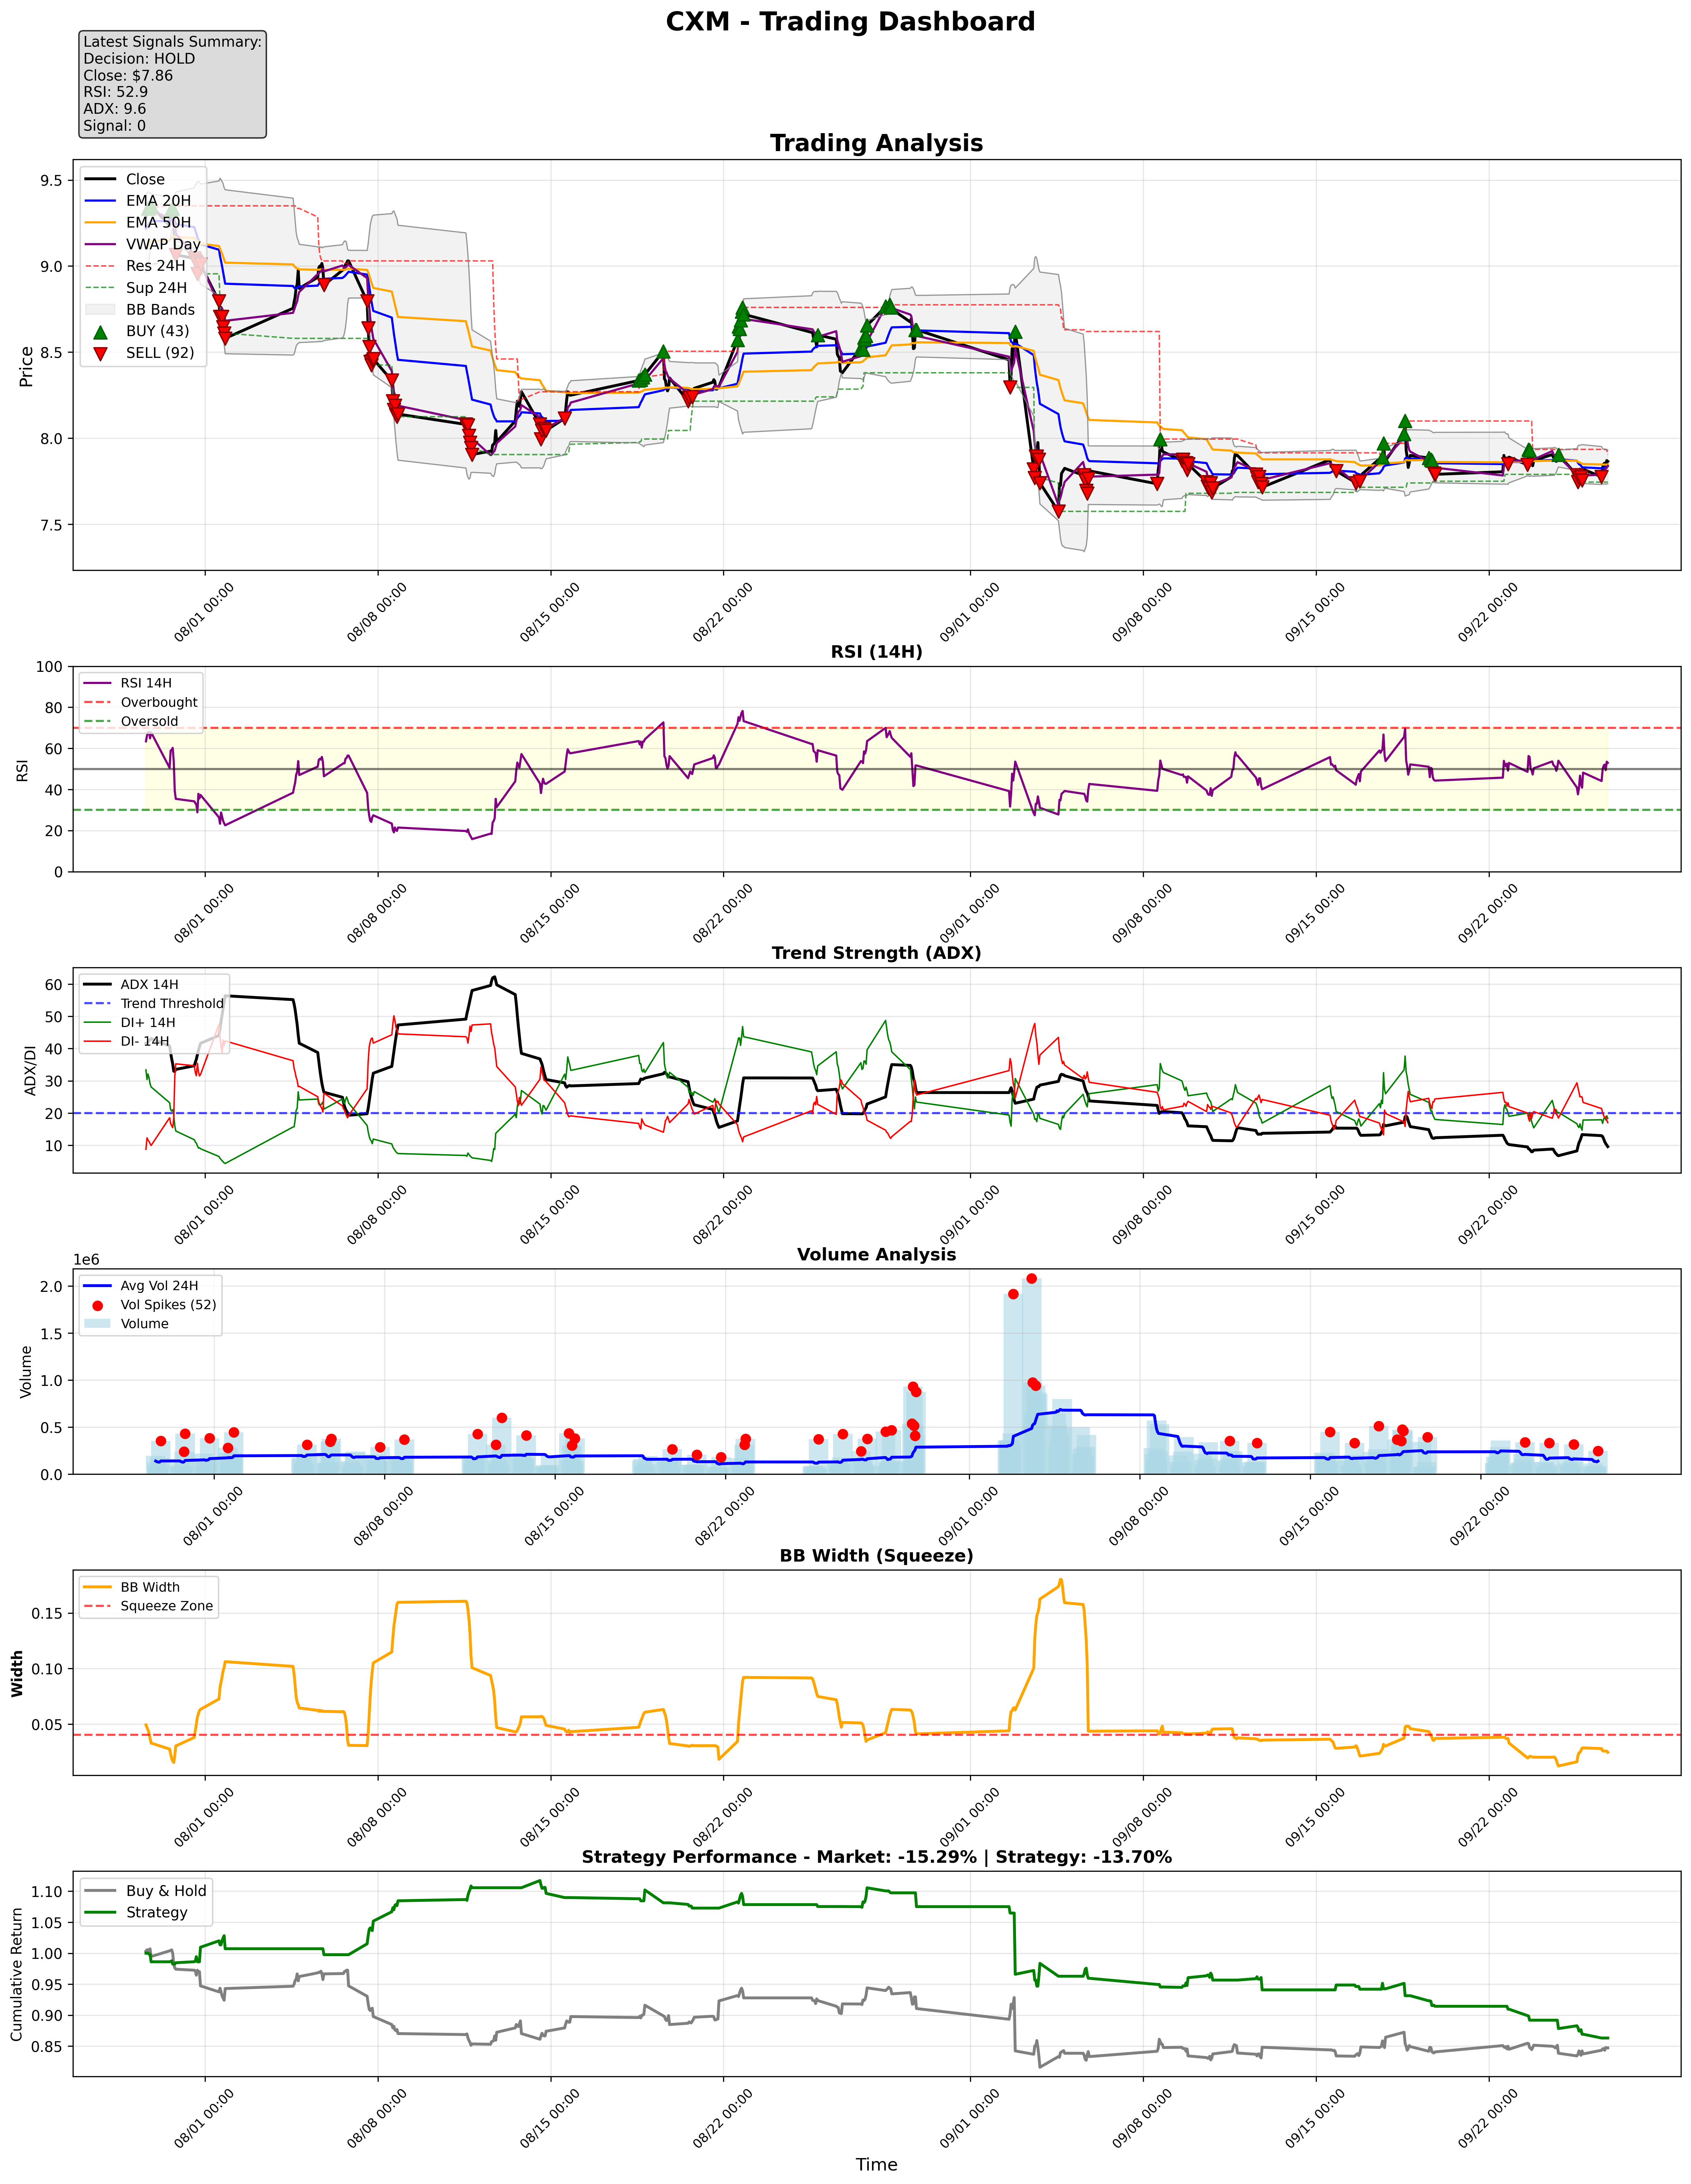 CXM - Trading Dashboard
Latest Signals Summary:
Decision: HOLD
Close: $7.86
RSI: 52.9
ADX: 9.6
Signal: 0
Trading Analysis
Close
EMA 20H
EMA 50H
VWAP Day
Res 24H
Sup 24H
BB Bands
BUY (43)
SELL (92)
Price
9.5
9.0
8.5
8.0
7.5
08/01 00:00
08/08 00:00
08/15 00:00
08/22 00:00
09/01 00:00
09/08 00:00
09/15 00:00
09/22 00:00
RSI (14H)
RSI 14H
Overbought
Oversold
RSI
100
80
60
40
20
0
08/01 00:00
08/08 00:00
08/15 00:00
08/22 00:00
09/01 00:00
09/08 00:00
09/15 00:00
09/22 00:00
Trend Strength (ADX)
ADX 14H
Trend Threshold
DI+ 14H
DI- 14H
ADX/DI
60
50
40
30
20
10
08/01 00:00
08/08 00:00
08/15 00:00
08/22 00:00
09/01 00:00
09/08 00:00
09/15 00:00
09/22 00:00
Volume Analysis
1e6
Avg Vol 24H
Vol Spikes (52)
Volume
Volume
2.0
1.5
1.0
0.5
0.0
08/01 00:00
08/08 00:00
08/15 00:00
08/22 00:00
09/01 00:00
09/08 00:00
09/15 00:00
09/22 00:00
BB Width (Squeeze)
BB Width
Squeeze Zone
Width
0.15
0.10
0.05
08/01 00:00
08/08 00:00
08/15 00:00
08/22 00:00
09/01 00:00
09/08 00:00
09/15 00:00
09/22 00:00
Strategy Performance - Market: -15.29% | Strategy: -13.70%
Buy & Hold
Strategy
Cumulative Return
1.10
1.05
1.00
0.95
0.90
0.85
08/01 00:00
08/08 00:00
08/15 00:00
08/22 00:00
09/01 00:00
09/08 00:00
09/15 00:00
09/22 00:00
Time